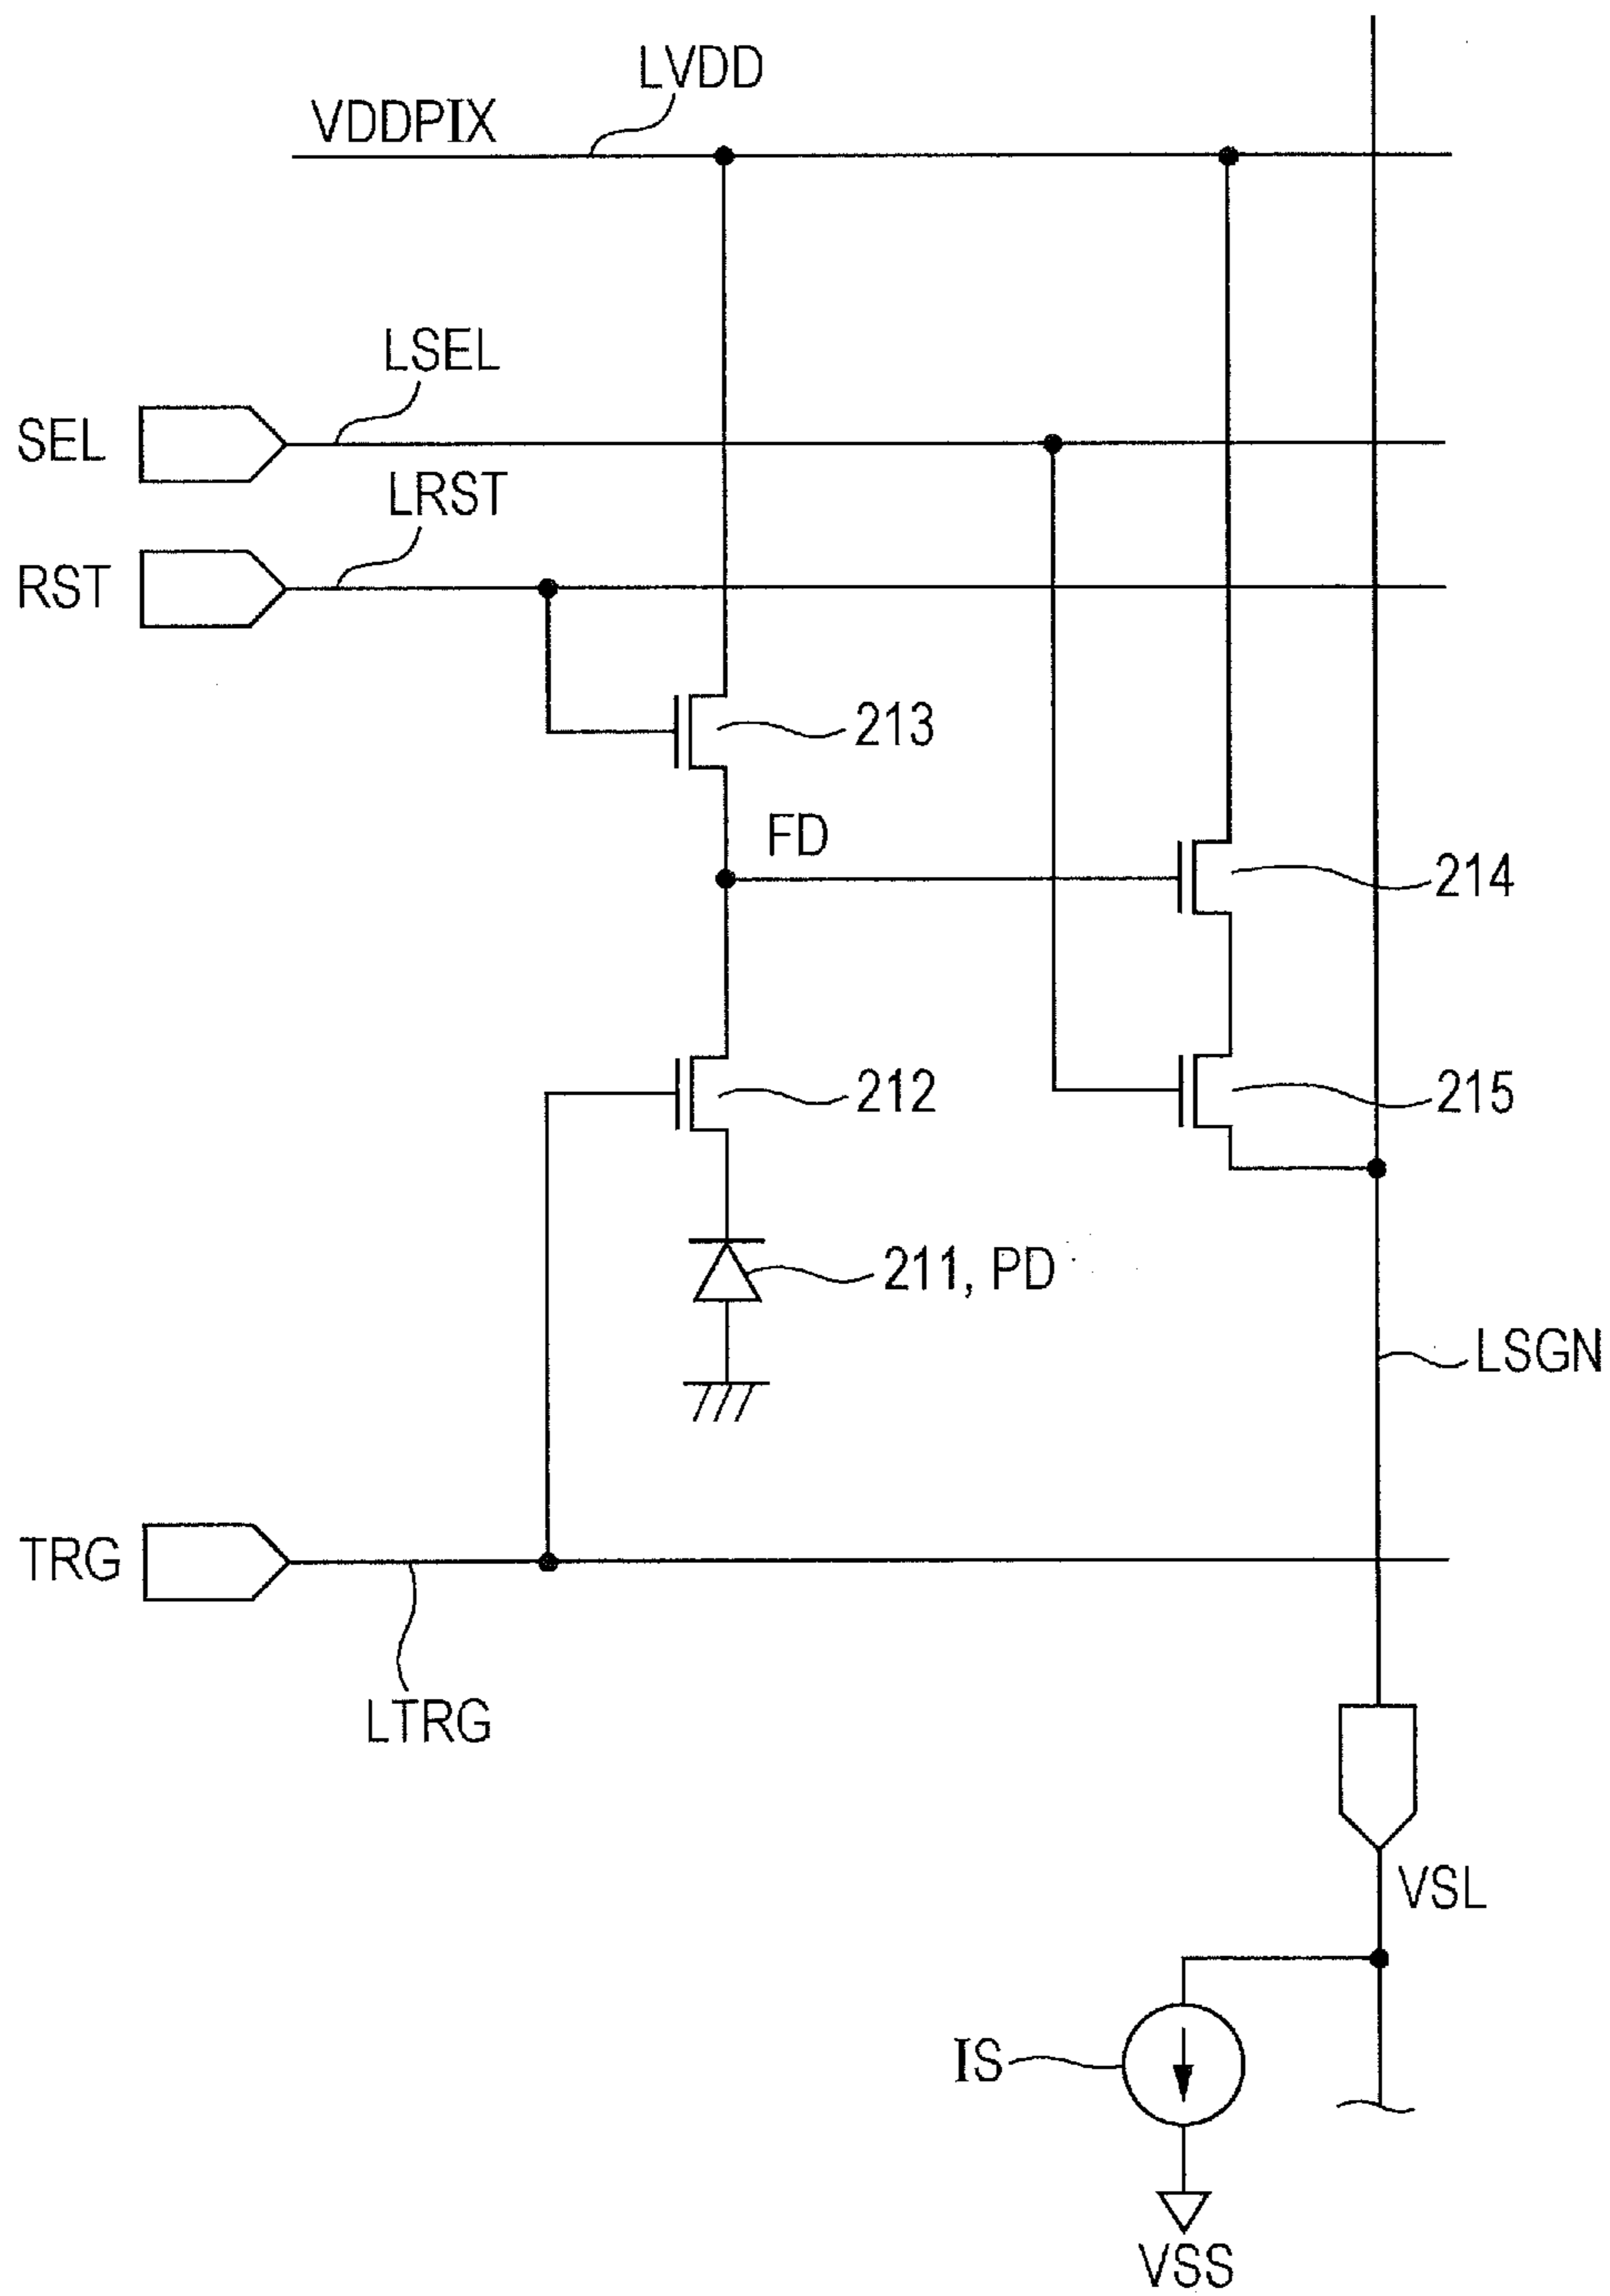 LVDD
VDDPIX
LSEL
SEL
LRST
RST
213
FD
214
212
215
211, PD
LSGN
TRG
LTRG
VSL
IS
VSS